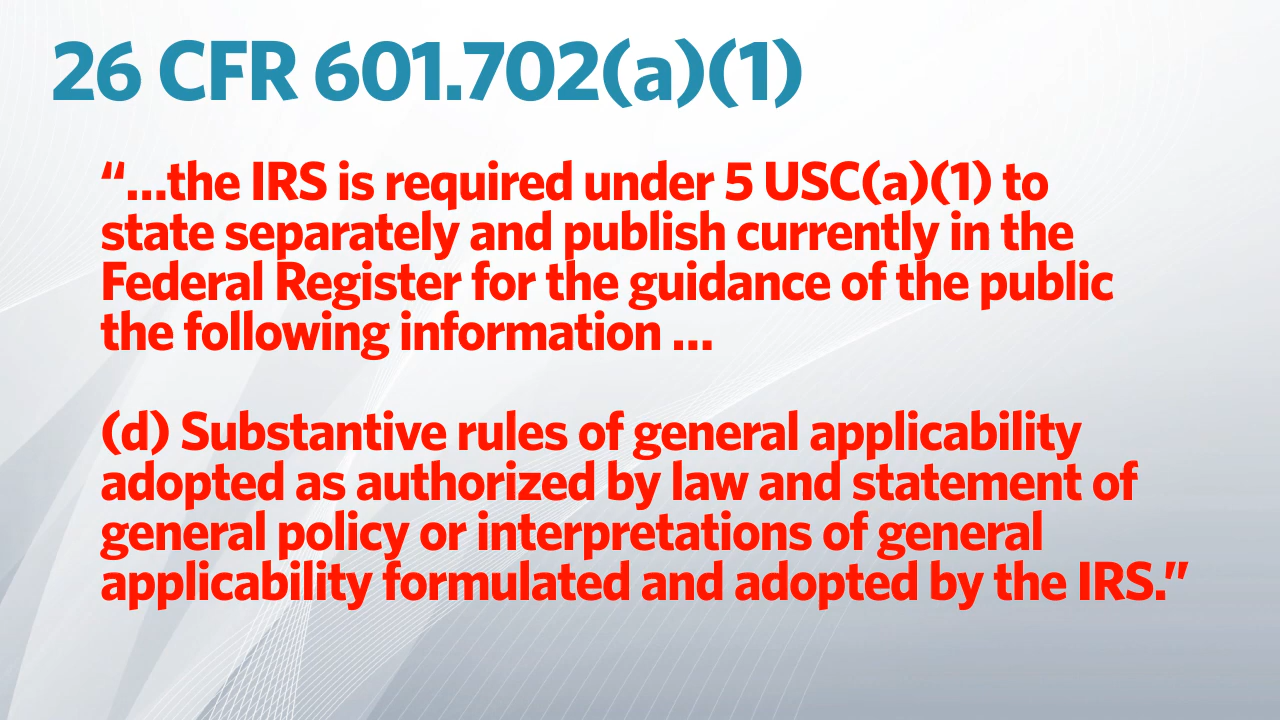 26 CFR 601.702(a)(1)
“…the IRS is required under 5 USC(a)(1) to
state separately and publish currently in the
Federal Register for the guidance of the public
the following information …
(d) Substantive rules of general applicability
adopted as authorized by law and statement of
general policy or interpretations of general
applicability formulated and adopted by the IRS.”